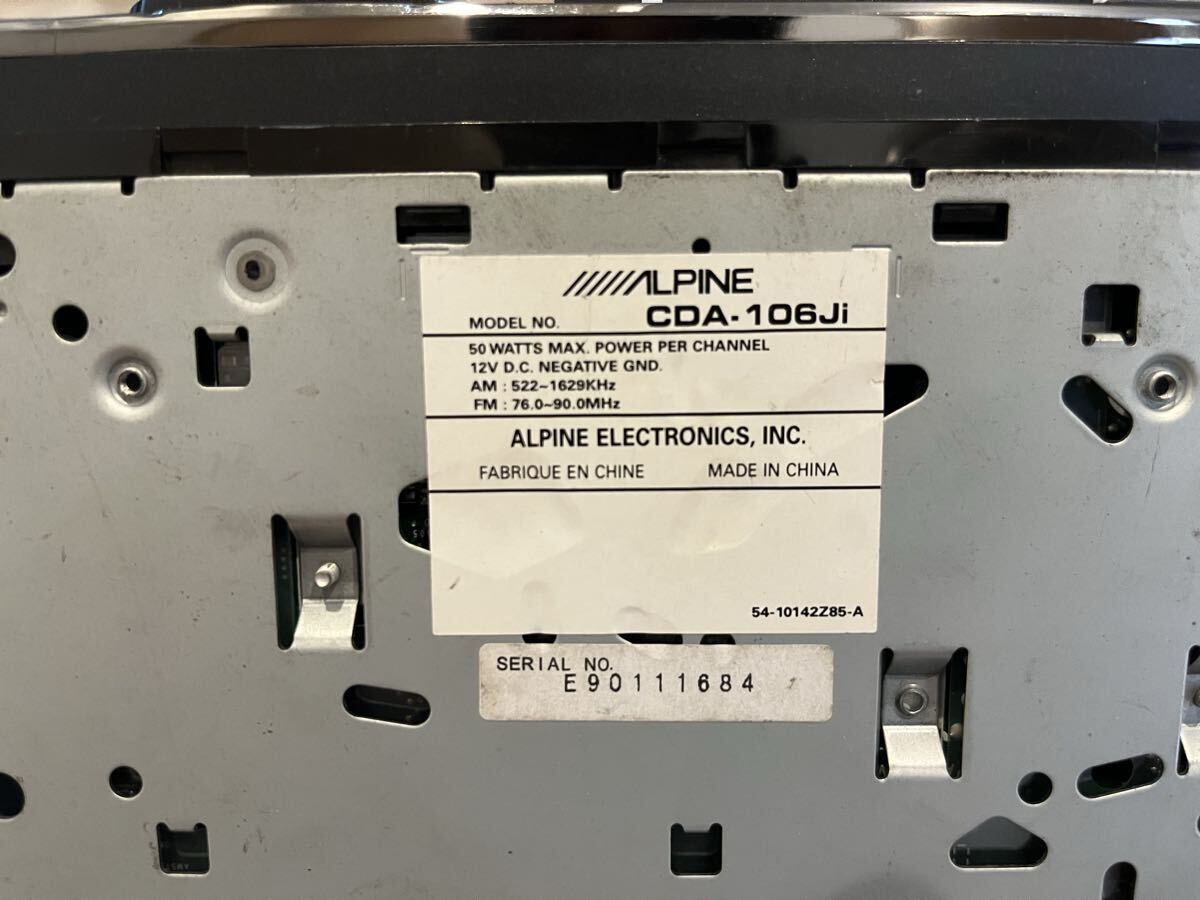 ALPINE
MODEL NO. CDA-106Ji
50 WATTS MAX. POWER PER CHANNEL
12V D.C. NEGATIVE GND.
AM : 522~1629KHz
FM : 76.0~90.0MHz
ALPINE ELECTRONICS, INC.
FABRIQUE EN CHINE MADE IN CHINA
54-10142Z85-A
SERIAL NO.
E90111684